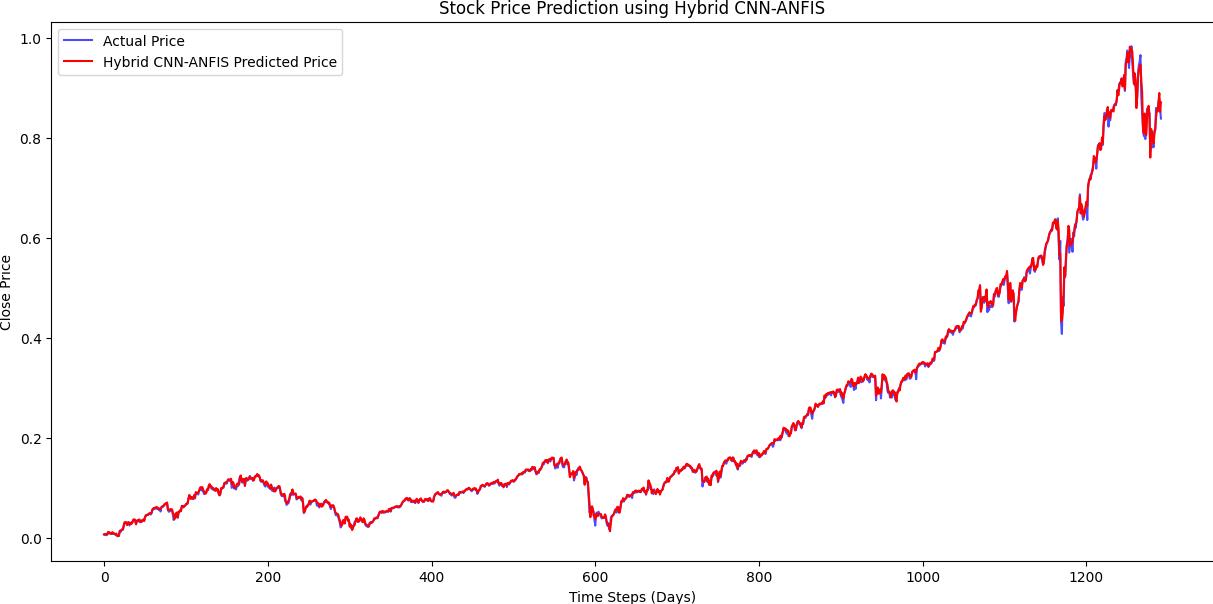 Stock Price Prediction using Hybrid CNN-ANFIS
Actual Price
Hybrid CNN-ANFIS Predicted Price
1.0
0.8
0.6
0.4
0.2
0.0
Close Price
0 200 400 600 800 1000 1200
Time Steps (Days)